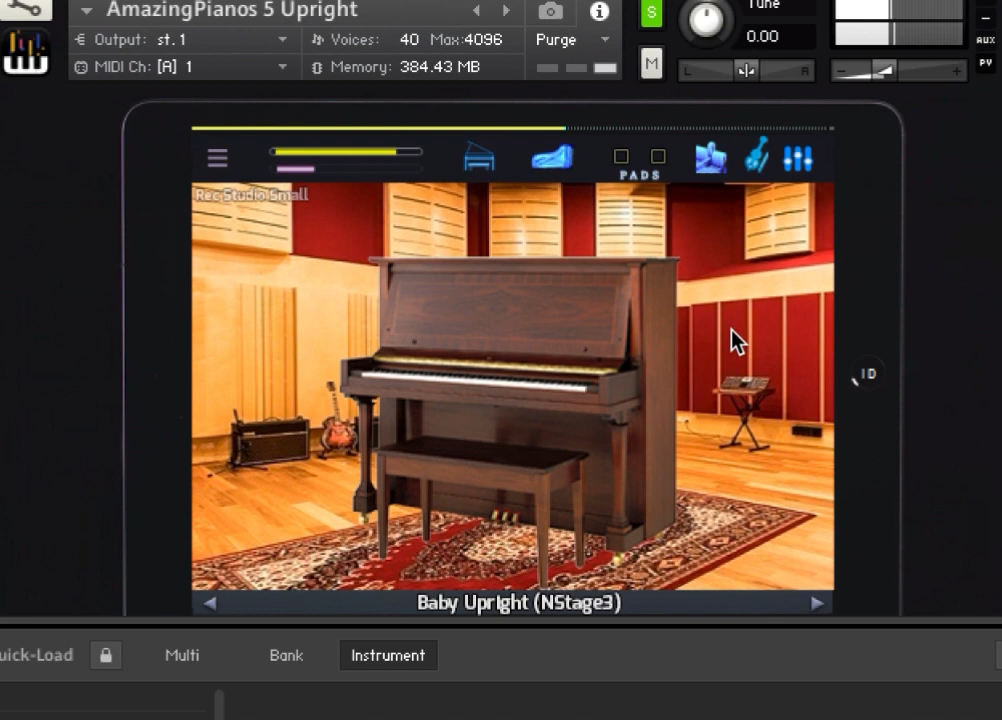 AmazingPianos 5 Upright
Output: st. 1
Voices: 40 Max: 4096
Purge
MIDI Ch: [A] 1
Memory: 384.43 MB
S
M
Tune
0.00
L R
- +
AUX
PV
PADS
Rec Studio Small
Baby Upright (NStage3)
uick-Load
Multi
Bank
Instrument